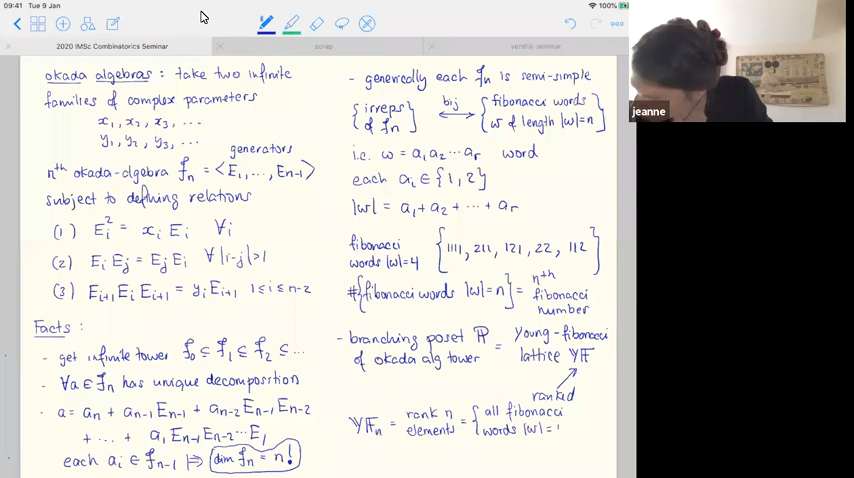 09:41 Tue 9 Jan
100%
2020 IMSc Combinatorics Seminar
scrap
vershik seminar
okada algebras : take two infinite
families of complex parameters
x1, x2, x3, ...
y1, y2, y3, ...
generators
nth okada-algebra Fn = <E1, ..., En-1>
subject to defining relations
(1) Ei² = xi Ei ∀i
(2) Ei Ej = Ej Ei ∀ |i-j|>1
(3) Ei+1 Ei Ei+1 = yi Ei+1 1≤i≤n-2
Facts :
- get infinite tower F0 ⊆ F1 ⊆ F2 ⊆ ...
- ∀a∈Fn has unique decomposition
· a = an + an-1 En-1 + an-2 En-1 En-2
+ ... + a1 En-1 En-2 ... E1
each ai ∈ Fn-1 ⇒ dim Fn = n!
- generically each Fn is semi-simple
{irreps of Fn} bij ↔ {fibonacci words w of length |w|=n}
i.e. w = a1 a2 ... ar word
each ai ∈ {1, 2}
|w| = a1 + a2 + ... + ar
fibonacci words |w|=4 {1111, 211, 121, 22, 112}
#{fibonacci words |w|=n} = nth fibonacci number
- branching poset ℙ of okada alg tower = young-fibonacci lattice YF
ranked
YFn = rank n elements = {all fibonacci words |w|=
jeanne